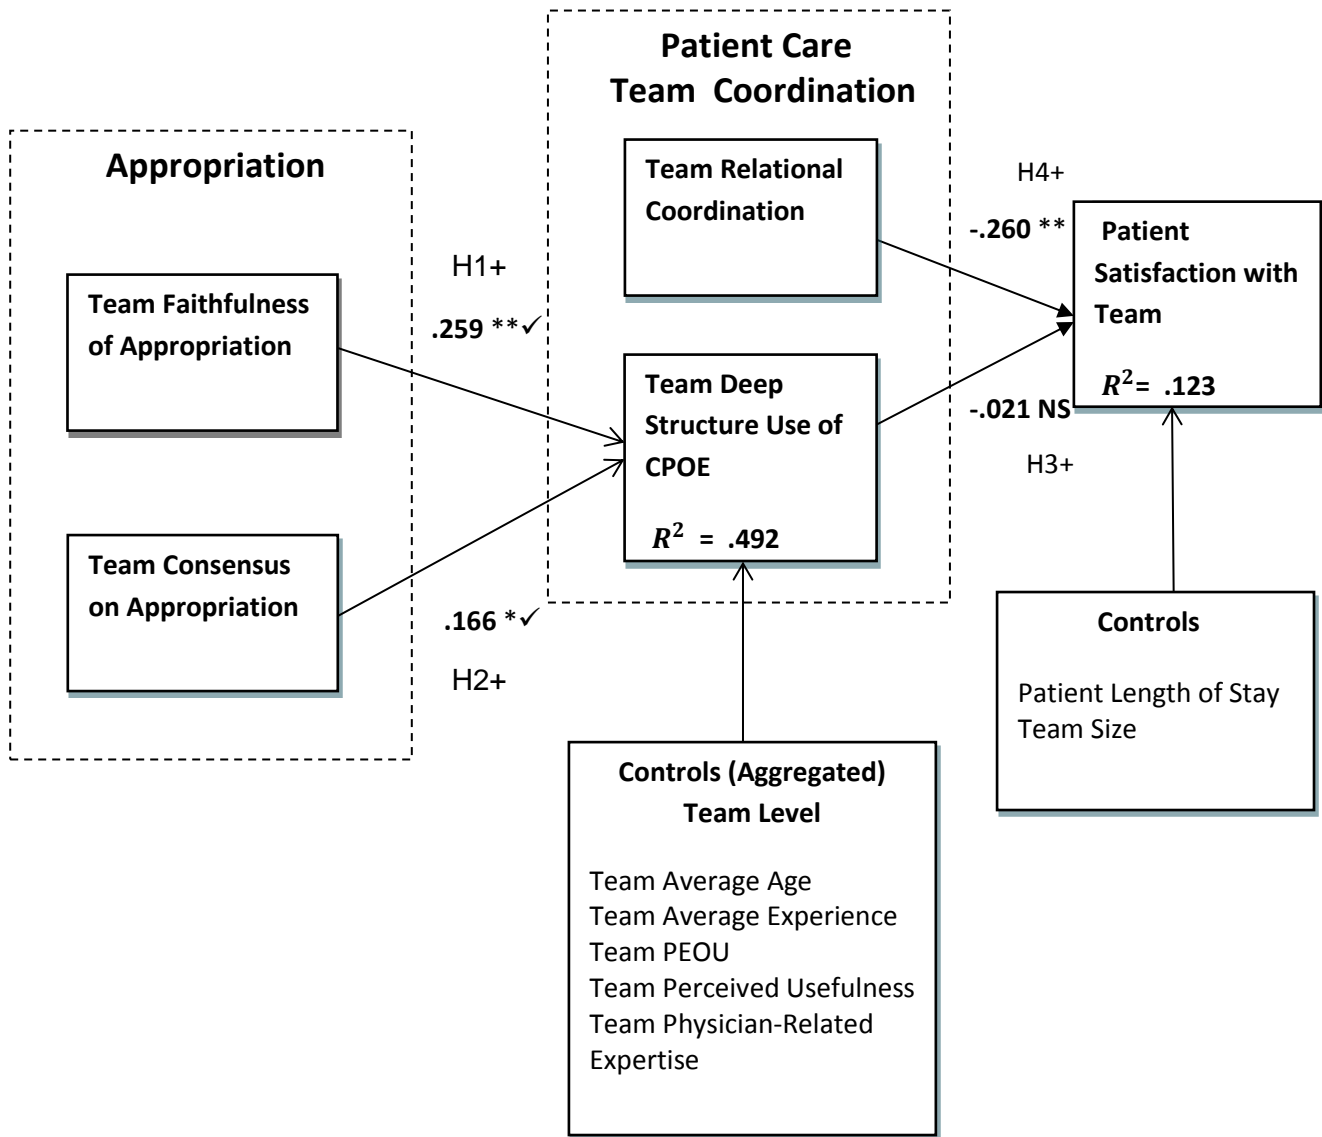 Patient Care
Team Coordination
Appropriation
Team Relational
Coordination
H4+
-.260 **
Patient
Satisfaction with
Team
R² = .123
H1+
.259 **✓
Team Faithfulness
of Appropriation
Team Deep
Structure Use of
CPOE
R² = .492
-.021 NS
H3+
Team Consensus
on Appropriation
.166 *✓
H2+
Controls
Patient Length of Stay
Team Size
Controls (Aggregated)
Team Level
Team Average Age
Team Average Experience
Team PEOU
Team Perceived Usefulness
Team Physician-Related
Expertise